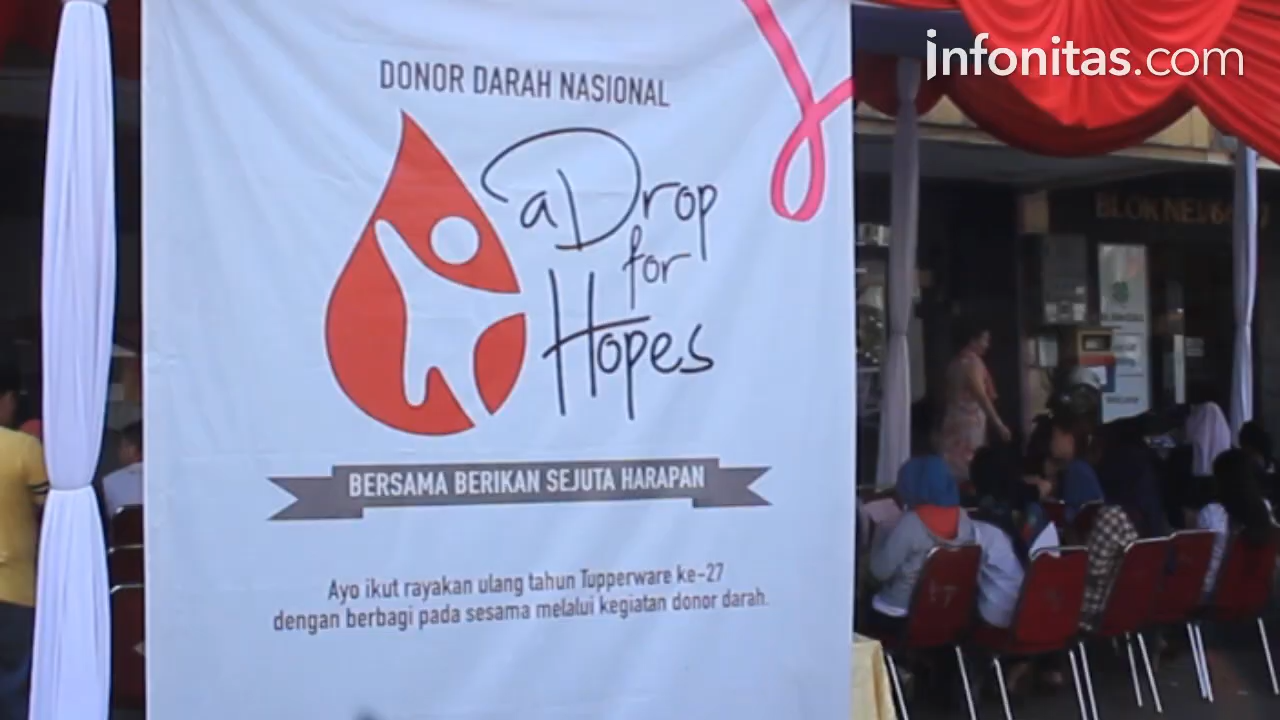 infonitas.com
DONOR DARAH NASIONAL
a Drop
for
Hopes
BERSAMA BERIKAN SEJUTA HARAPAN
Ayo ikut rayakan ulang tahun Tupperware ke-27
dengan berbagi pada sesama melalui kegiatan donor darah.